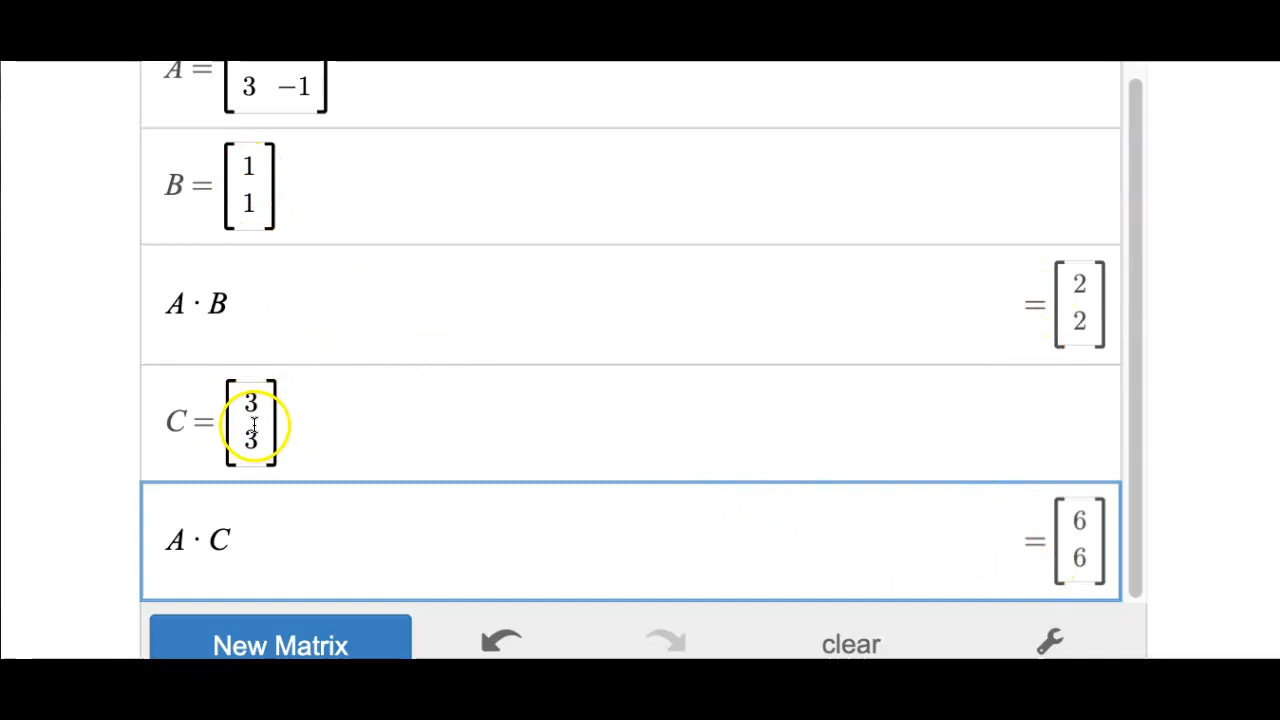 A =
3 −1
B = 1
1
A · B = 2
2
C = 3
3
A · C = 6
6
New Matrix clear